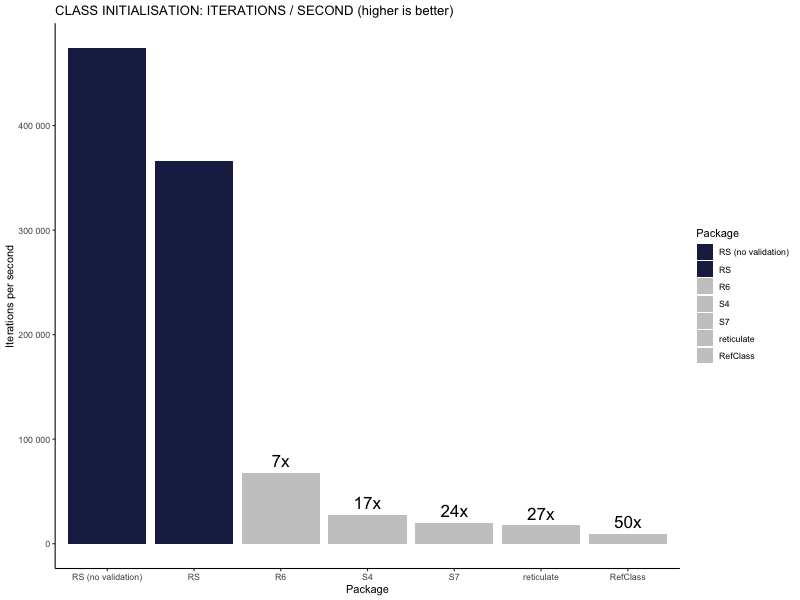 CLASS INITIALISATION: ITERATIONS / SECOND (higher is better)
400 000
300 000
200 000
100 000
0
Iterations per second
7x
17x
24x
27x
50x
RS (no validation)
RS
R6
S4
S7
reticulate
RefClass
Package
Package
RS (no validation)
RS
R6
S4
S7
reticulate
RefClass